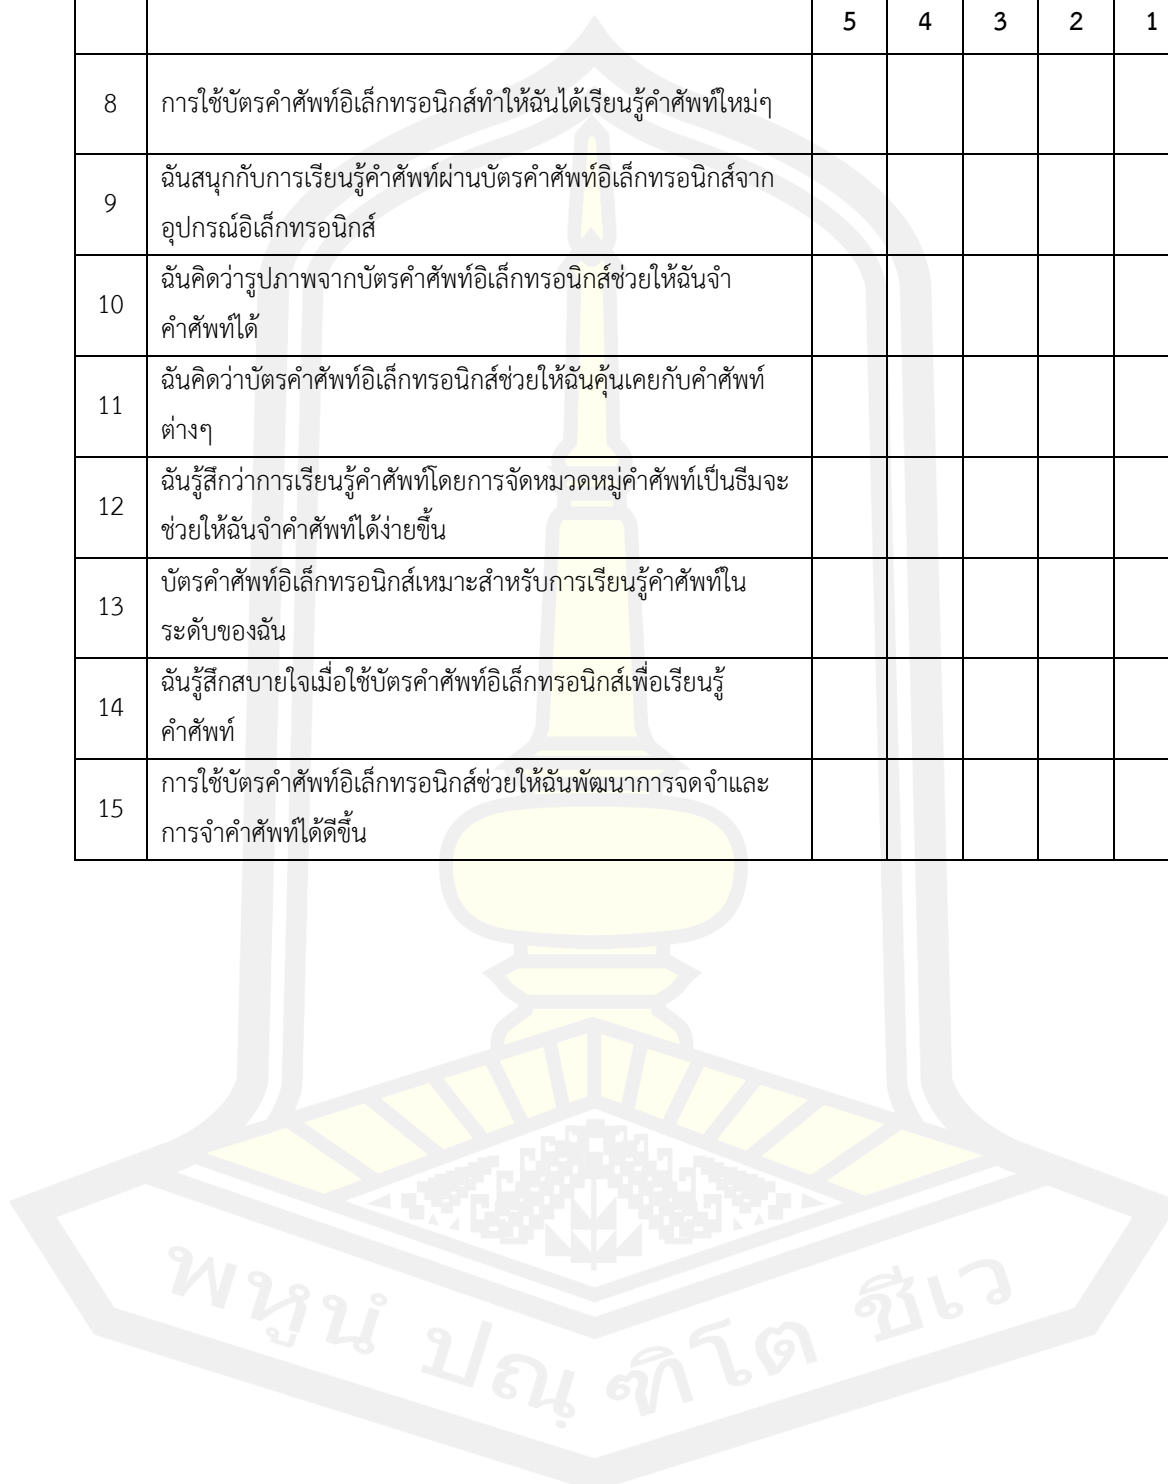 5 4 3 2 1
8 การใช้บัตรคำศัพท์อิเล็กทรอนิกส์ทำให้ฉันได้เรียนรู้คำศัพท์ใหม่ๆ
9 ฉันสนุกกับการเรียนรู้คำศัพท์ผ่านบัตรคำศัพท์อิเล็กทรอนิกส์จาก
อุปกรณ์อิเล็กทรอนิกส์
10 ฉันคิดว่ารูปภาพจากบัตรคำศัพท์อิเล็กทรอนิกส์ช่วยให้ฉันจำ
คำศัพท์ได้
11 ฉันคิดว่าบัตรคำศัพท์อิเล็กทรอนิกส์ช่วยให้ฉันคุ้นเคยกับคำศัพท์
ต่างๆ
12 ฉันรู้สึกว่าการเรียนรู้คำศัพท์โดยการจัดหมวดหมู่คำศัพท์เป็นธีมจะ
ช่วยให้ฉันจำคำศัพท์ได้ง่ายขึ้น
13 บัตรคำศัพท์อิเล็กทรอนิกส์เหมาะสำหรับการเรียนรู้คำศัพท์ใน
ระดับของฉัน
14 ฉันรู้สึกสบายใจเมื่อใช้บัตรคำศัพท์อิเล็กทรอนิกส์เพื่อเรียนรู้
คำศัพท์
15 การใช้บัตรคำศัพท์อิเล็กทรอนิกส์ช่วยให้ฉันพัฒนาการจดจำและ
การจำคำศัพท์ได้ดีขึ้น
พหูนํ ปณฺฑิโต ชีเว